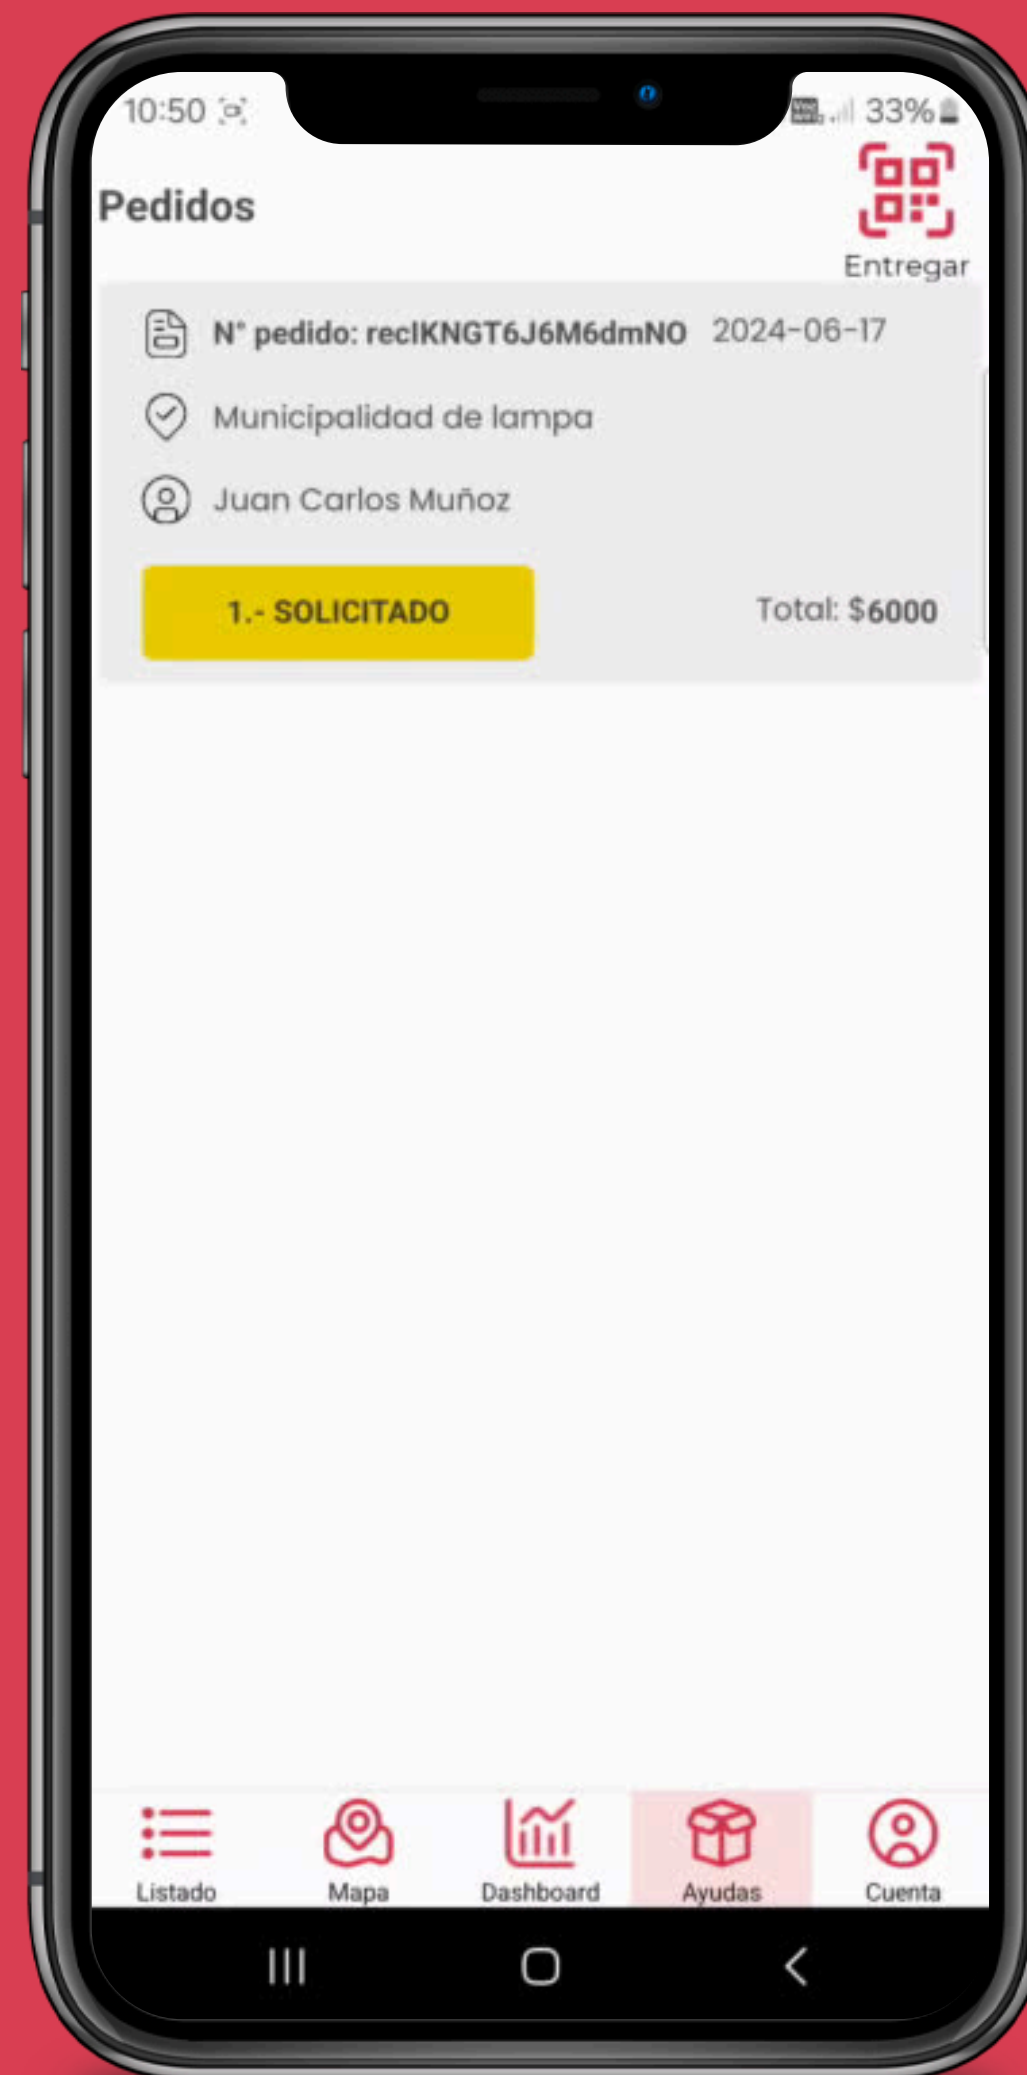 10:50
33%
Pedidos
Entregar
N° pedido: recIKNGT6J6M6dmNO 2024-06-17
Municipalidad de lampa
Juan Carlos Muñoz
1.- SOLICITADO
Total: $6000
Listado
Mapa
Dashboard
Ayudas
Cuenta